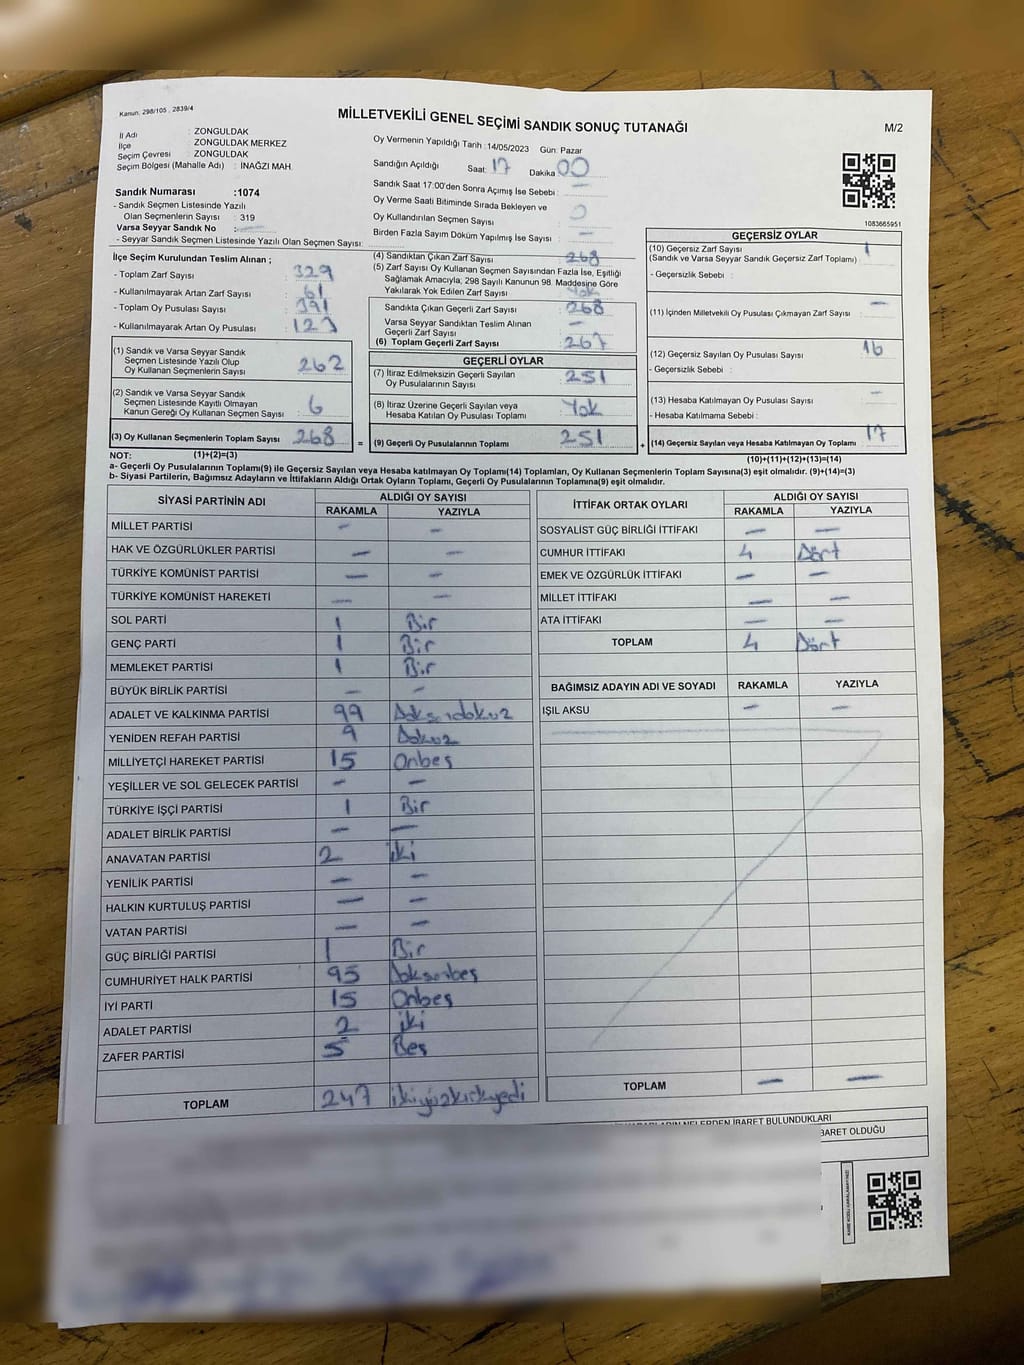 Kanun, 298/105 , 2839/4
MİLLETVEKİLİ GENEL SEÇİMİ SANDIK SONUÇ TUTANAĞI
M/2
İl Adı : ZONGULDAK
İlçe ZONGULDAK MERKEZ
Seçim Çevresi : ZONGULDAK
Seçim Bölgesi (Mahalle Adı) : İNAĞZI MAH.
Oy Vermenin Yapıldığı Tarih :14/05/2023 Gün: Pazar
Sandığın Açıldığı Saat: 17 Dakika 00
Sandık Saat 17:00'den Sonra Açımış İse Sebebi : —
Oy Verme Saati Bitiminde Sırada Bekleyen ve
Oy Kullandırılan Seçmen Sayısı : 0
Birden Fazla Sayım Döküm Yapılmış İse Sayısı : —
1083665951
Sandık Numarası :1074
- Sandık Seçmen Listesinde Yazılı
Olan Seçmenlerin Sayısı : 319
Varsa Seyyar Sandık No : —
- Seyyar Sandık Seçmen Listesinde Yazılı Olan Seçmen Sayısı:
İlçe Seçim Kurulundan Teslim Alınan ;
- Toplam Zarf Sayısı : 329
- Kullanılmayarak Artan Zarf Sayısı : 61
- Toplam Oy Pusulası Sayısı : 391
- Kullanılmayarak Artan Oy Pusulası : 123
(1) Sandık ve Varsa Seyyar Sandık
Seçmen Listesinde Yazılı Olup
Oy Kullanan Seçmenlerin Sayısı : 262
(2) Sandık ve Varsa Seyyar Sandık
Seçmen Listesinde Kayıtlı Olmayan
Kanun Gereği Oy Kullanan Seçmen Sayısı : 6
(3) Oy Kullanan Seçmenlerin Toplam Sayısı : 268
(4) Sandıktan Çıkan Zarf Sayısı : 268
(5) Zarf Sayısı Oy Kullanan Seçmen Sayısından Fazla İse, Eşitliği
Sağlamak Amacıyla, 298 Sayılı Kanunun 98. Maddesine Göre
Yakılarak Yok Edilen Zarf Sayısı : Yok
Sandıkta Çıkan Geçerli Zarf Sayısı : 268
Varsa Seyyar Sandıktan Teslim Alınan
Geçerli Zarf Sayısı : —
(6) Toplam Geçerli Zarf Sayısı : 267
GEÇERLİ OYLAR
(7) İtiraz Edilmeksizin Geçerli Sayılan
Oy Pusulalarının Sayısı : 251
(8) İtiraz Üzerine Geçerli Sayılan veya
Hesaba Katılan Oy Pusulası Toplamı : Yok
= (9) Geçerli Oy Pusulalarının Toplamı : 251 +
GEÇERSİZ OYLAR
(10) Geçersiz Zarf Sayısı : 1
(Sandık ve Varsa Seyyar Sandık Geçersiz Zarf Toplamı)
- Geçersizlik Sebebi :
(11) İçinden Milletvekili Oy Pusulası Çıkmayan Zarf Sayısı : —
(12) Geçersiz Sayılan Oy Pusulası Sayısı : 16
- Geçersizlik Sebebi :
(13) Hesaba Katılmayan Oy Pusulası Sayısı : —
- Hesaba Katılmama Sebebi :
(14) Geçersiz Sayılan veya Hesaba Katılmayan Oy Toplamı : 17
NOT: (1)+(2)=(3) (10)+(11)+(12)+(13)=(14)
a- Geçerli Oy Pusulalarının Toplamı(9) ile Geçersiz Sayılan veya Hesaba katılmayan Oy Toplamı(14) Toplamları, Oy Kullanan Seçmenlerin Toplam Sayısına(3) eşit olmalıdır. (9)+(14)=(3)
b- Siyasi Partilerin, Bağımsız Adayların ve İttifakların Aldığı Ortak Oyların Toplamı, Geçerli Oy Pusulalarının Toplamına(9) eşit olmalıdır.
SİYASİ PARTİNİN ADI ALDIĞI OY SAYISI
RAKAMLA YAZIYLA
MİLLET PARTİSİ — —
HAK VE ÖZGÜRLÜKLER PARTİSİ — —
TÜRKİYE KOMÜNİST PARTİSİ — —
TÜRKİYE KOMÜNİST HAREKETİ — —
SOL PARTİ 1 Bir
GENÇ PARTİ 1 Bir
MEMLEKET PARTİSİ 1 Bir
BÜYÜK BİRLİK PARTİSİ — —
ADALET VE KALKINMA PARTİSİ 99 Doksandokuz
YENİDEN REFAH PARTİSİ 9 Dokuz
MİLLİYETÇİ HAREKET PARTİSİ 15 Onbeş
YEŞİLLER VE SOL GELECEK PARTİSİ — —
TÜRKİYE İŞÇİ PARTİSİ 1 Bir
ADALET BİRLİK PARTİSİ — —
ANAVATAN PARTİSİ 2 iki
YENİLİK PARTİSİ — —
HALKIN KURTULUŞ PARTİSİ — —
VATAN PARTİSİ — —
GÜÇ BİRLİĞİ PARTİSİ 1 Bir
CUMHURİYET HALK PARTİSİ 95 Doksanbeş
İYİ PARTİ 15 Onbeş
ADALET PARTİSİ 2 iki
ZAFER PARTİSİ 5 Beş
TOPLAM 247 ikiyüzkırkyedi
İTTİFAK ORTAK OYLARI ALDIĞI OY SAYISI
RAKAMLA YAZIYLA
SOSYALİST GÜÇ BİRLİĞİ İTTİFAKI — —
CUMHUR İTTİFAKI 4 Dört
EMEK VE ÖZGÜRLÜK İTTİFAKI — —
MİLLET İTTİFAKI — —
ATA İTTİFAKI — —
TOPLAM 4 Dört
BAĞIMSIZ ADAYIN ADI VE SOYADI RAKAMLA YAZIYLA
IŞIL AKSU — —
TOPLAM — —
NELERDEN İBARET BULUNDUKLARI
BARET OLDUĞU